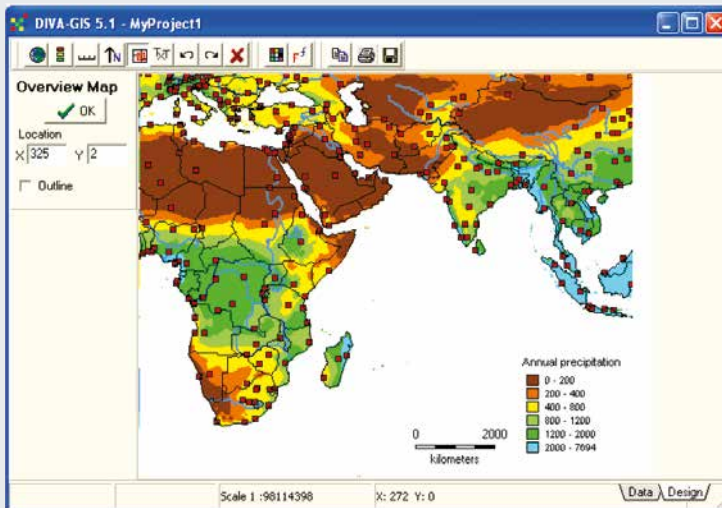 DIVA-GIS 5.1 - MyProject1
N
Overview Map
OK
Location
X 325 Y 2
Outline
Annual precipitation
0 - 200
200 - 400
400 - 800
800 - 1200
1200 - 2000
2000 - 7694
0 2000
kilometers
Scale 1 :98114398
X: 272 Y: 0
Data
Design